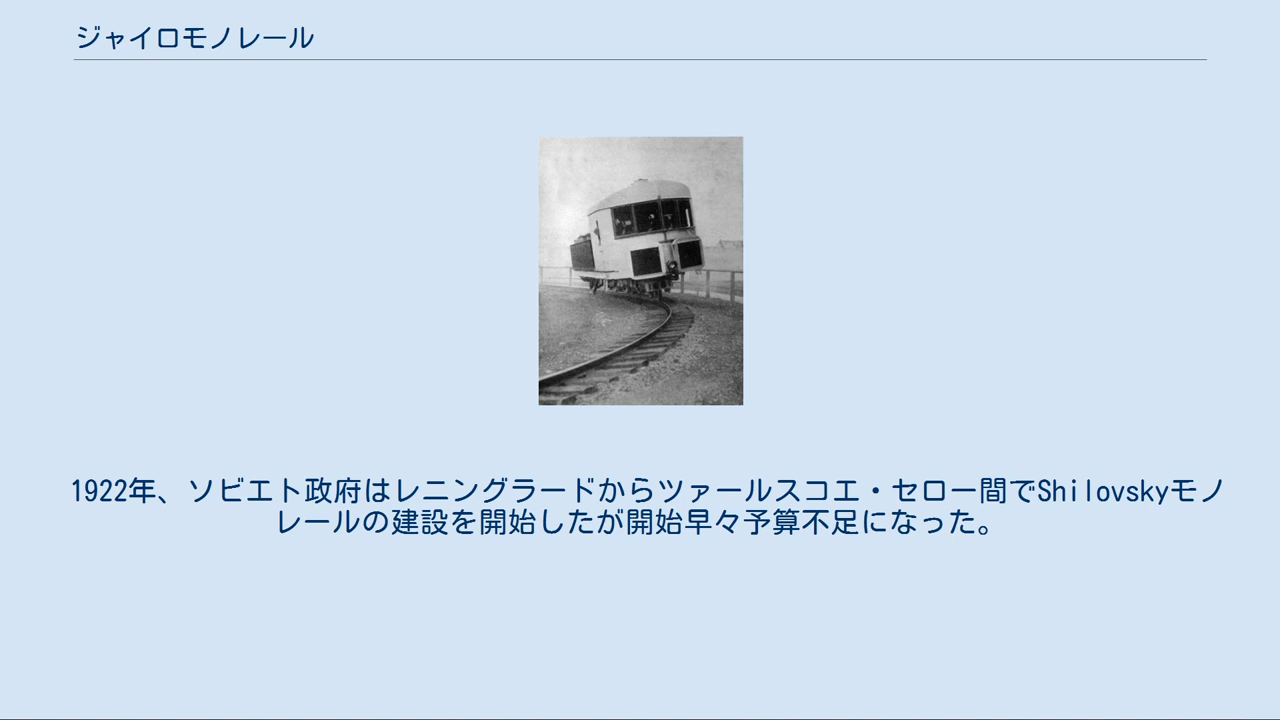 ジャイロモノレール
1922年、ソビエト政府はレニングラードからツァールスコエ・セロー間でShilovskyモノ
レールの建設を開始したが開始早々予算不足になった。